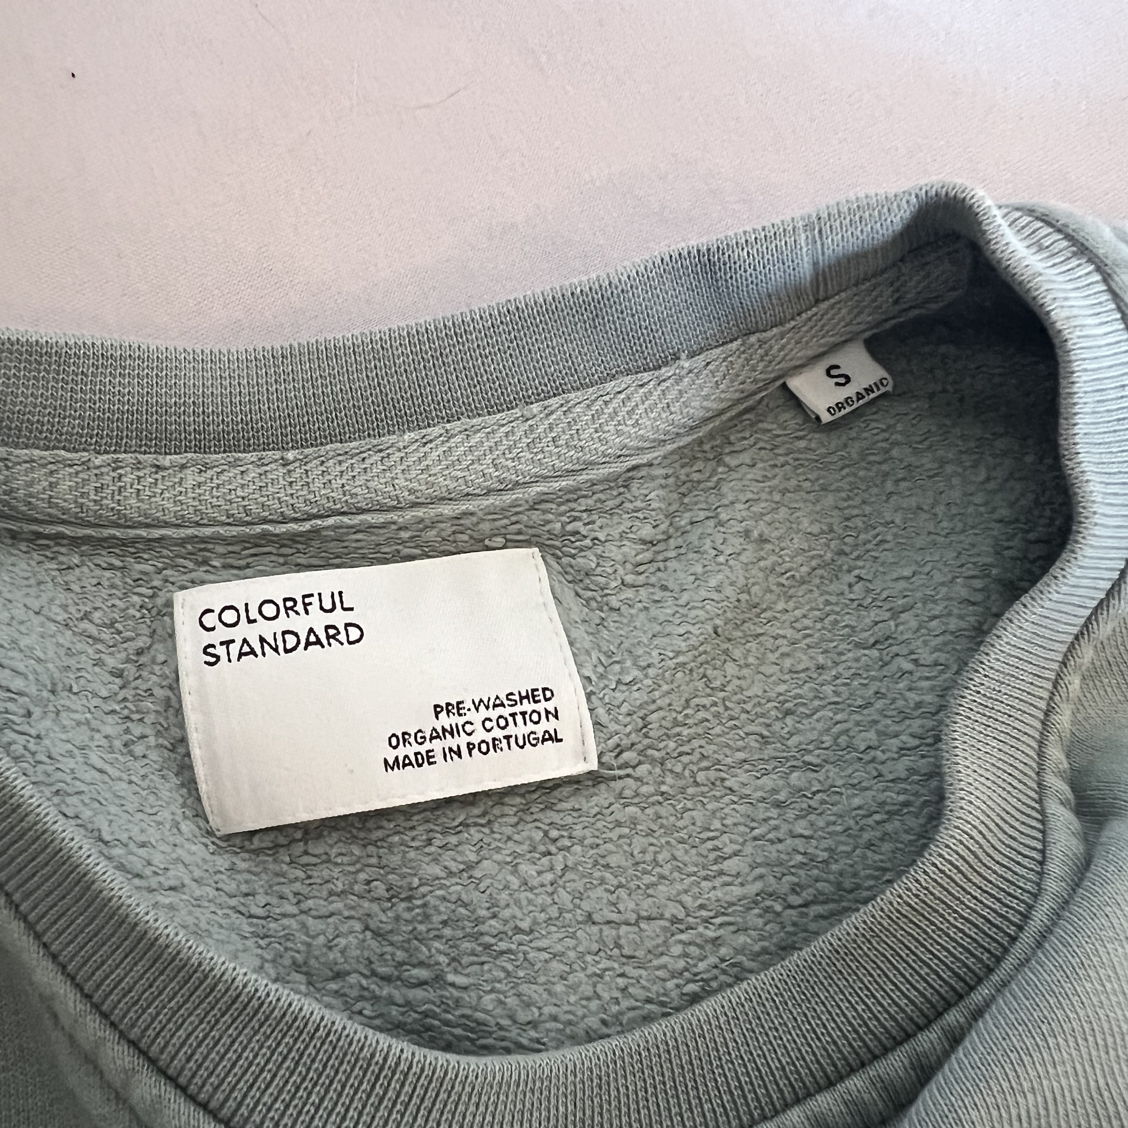 COLORFUL
STANDARD
PRE-WASHED
ORGANIC COTTON
MADE IN PORTUGAL
S
ORGANIC